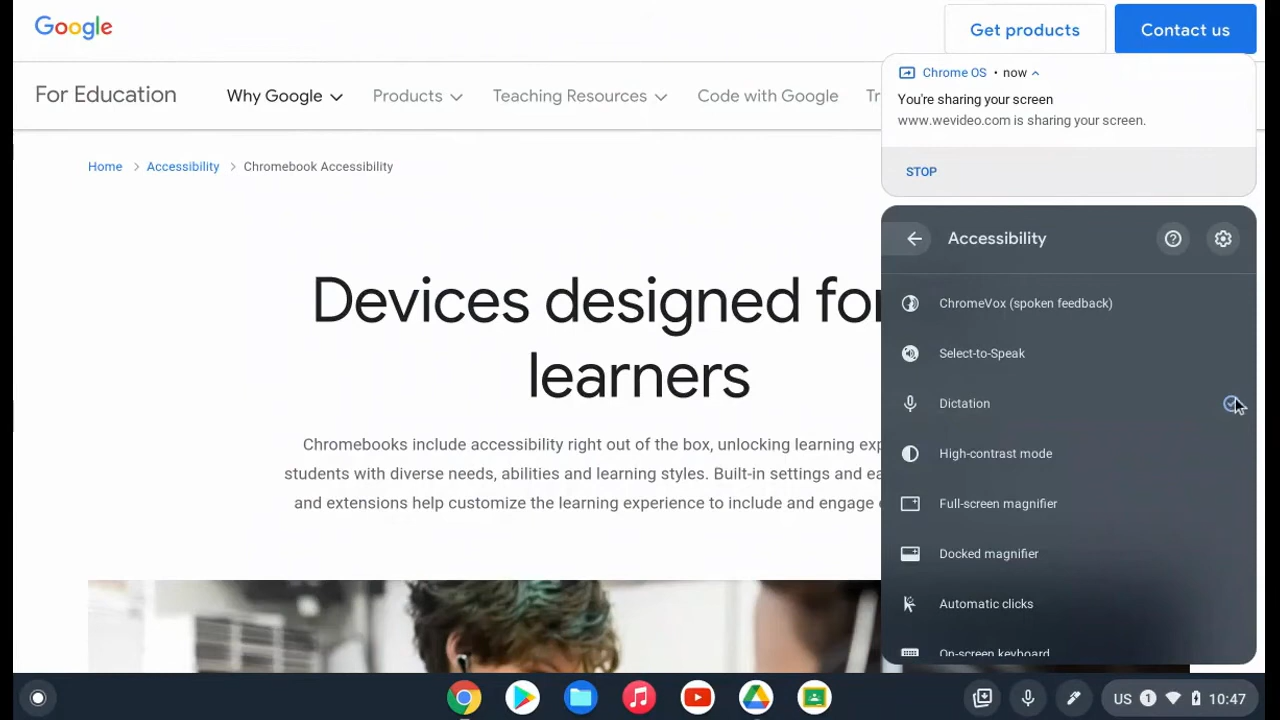 Google
Get products
Contact us
For Education
Why Google
Products
Teaching Resources
Code with Google
Tr
Chrome OS • now
You're sharing your screen
www.wevideo.com is sharing your screen.
STOP
Home
Accessibility
Chromebook Accessibility
Devices designed for
learners
Chromebooks include accessibility right out of the box, unlocking learning exp
students with diverse needs, abilities and learning styles. Built-in settings and ea
and extensions help customize the learning experience to include and engage
Accessibility
ChromeVox (spoken feedback)
Select-to-Speak
Dictation
High-contrast mode
Full-screen magnifier
Docked magnifier
Automatic clicks
On-screen keyboard
US 1 10:47